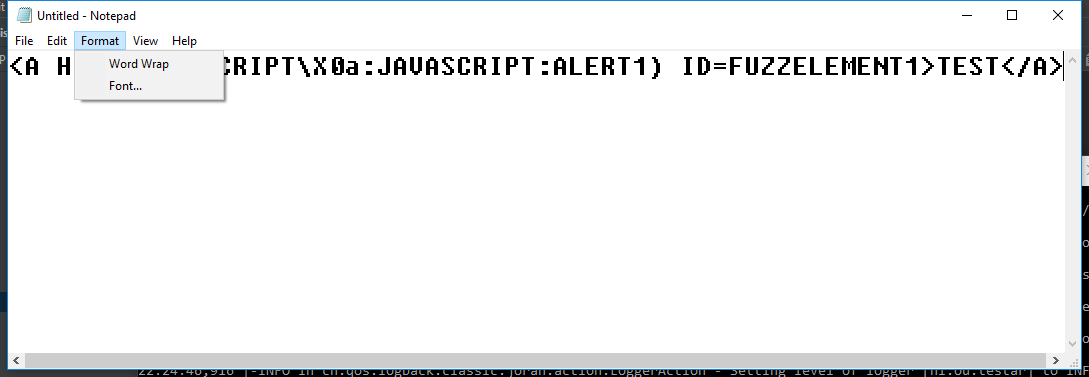 Untitled - Notepad
File Edit Format View Help
Word Wrap
Font...
<A H CRIPT\X0a:JAVASCRIPT:ALERT1) ID=FUZZELEMENT1>TEST</A>
22:24:46,916 |-INFO in ch.qos.logback.classic.joran.action.LoggerAction - Setting level of logger [nl.ou.testar] to INF